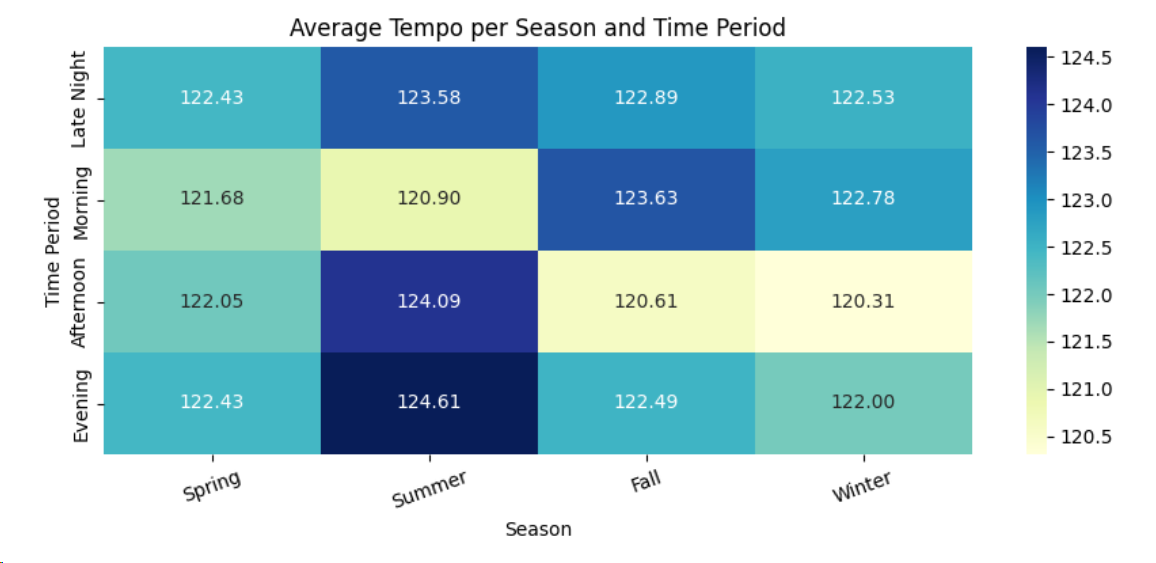 Average Tempo per Season and Time Period
Time Period
Late Night
122.43 123.58 122.89 122.53
Morning
121.68 120.90 123.63 122.78
Afternoon
122.05 124.09 120.61 120.31
Evening
122.43 124.61 122.49 122.00
Spring Summer Fall Winter
Season
124.5
124.0
123.5
123.0
122.5
122.0
121.5
121.0
120.5